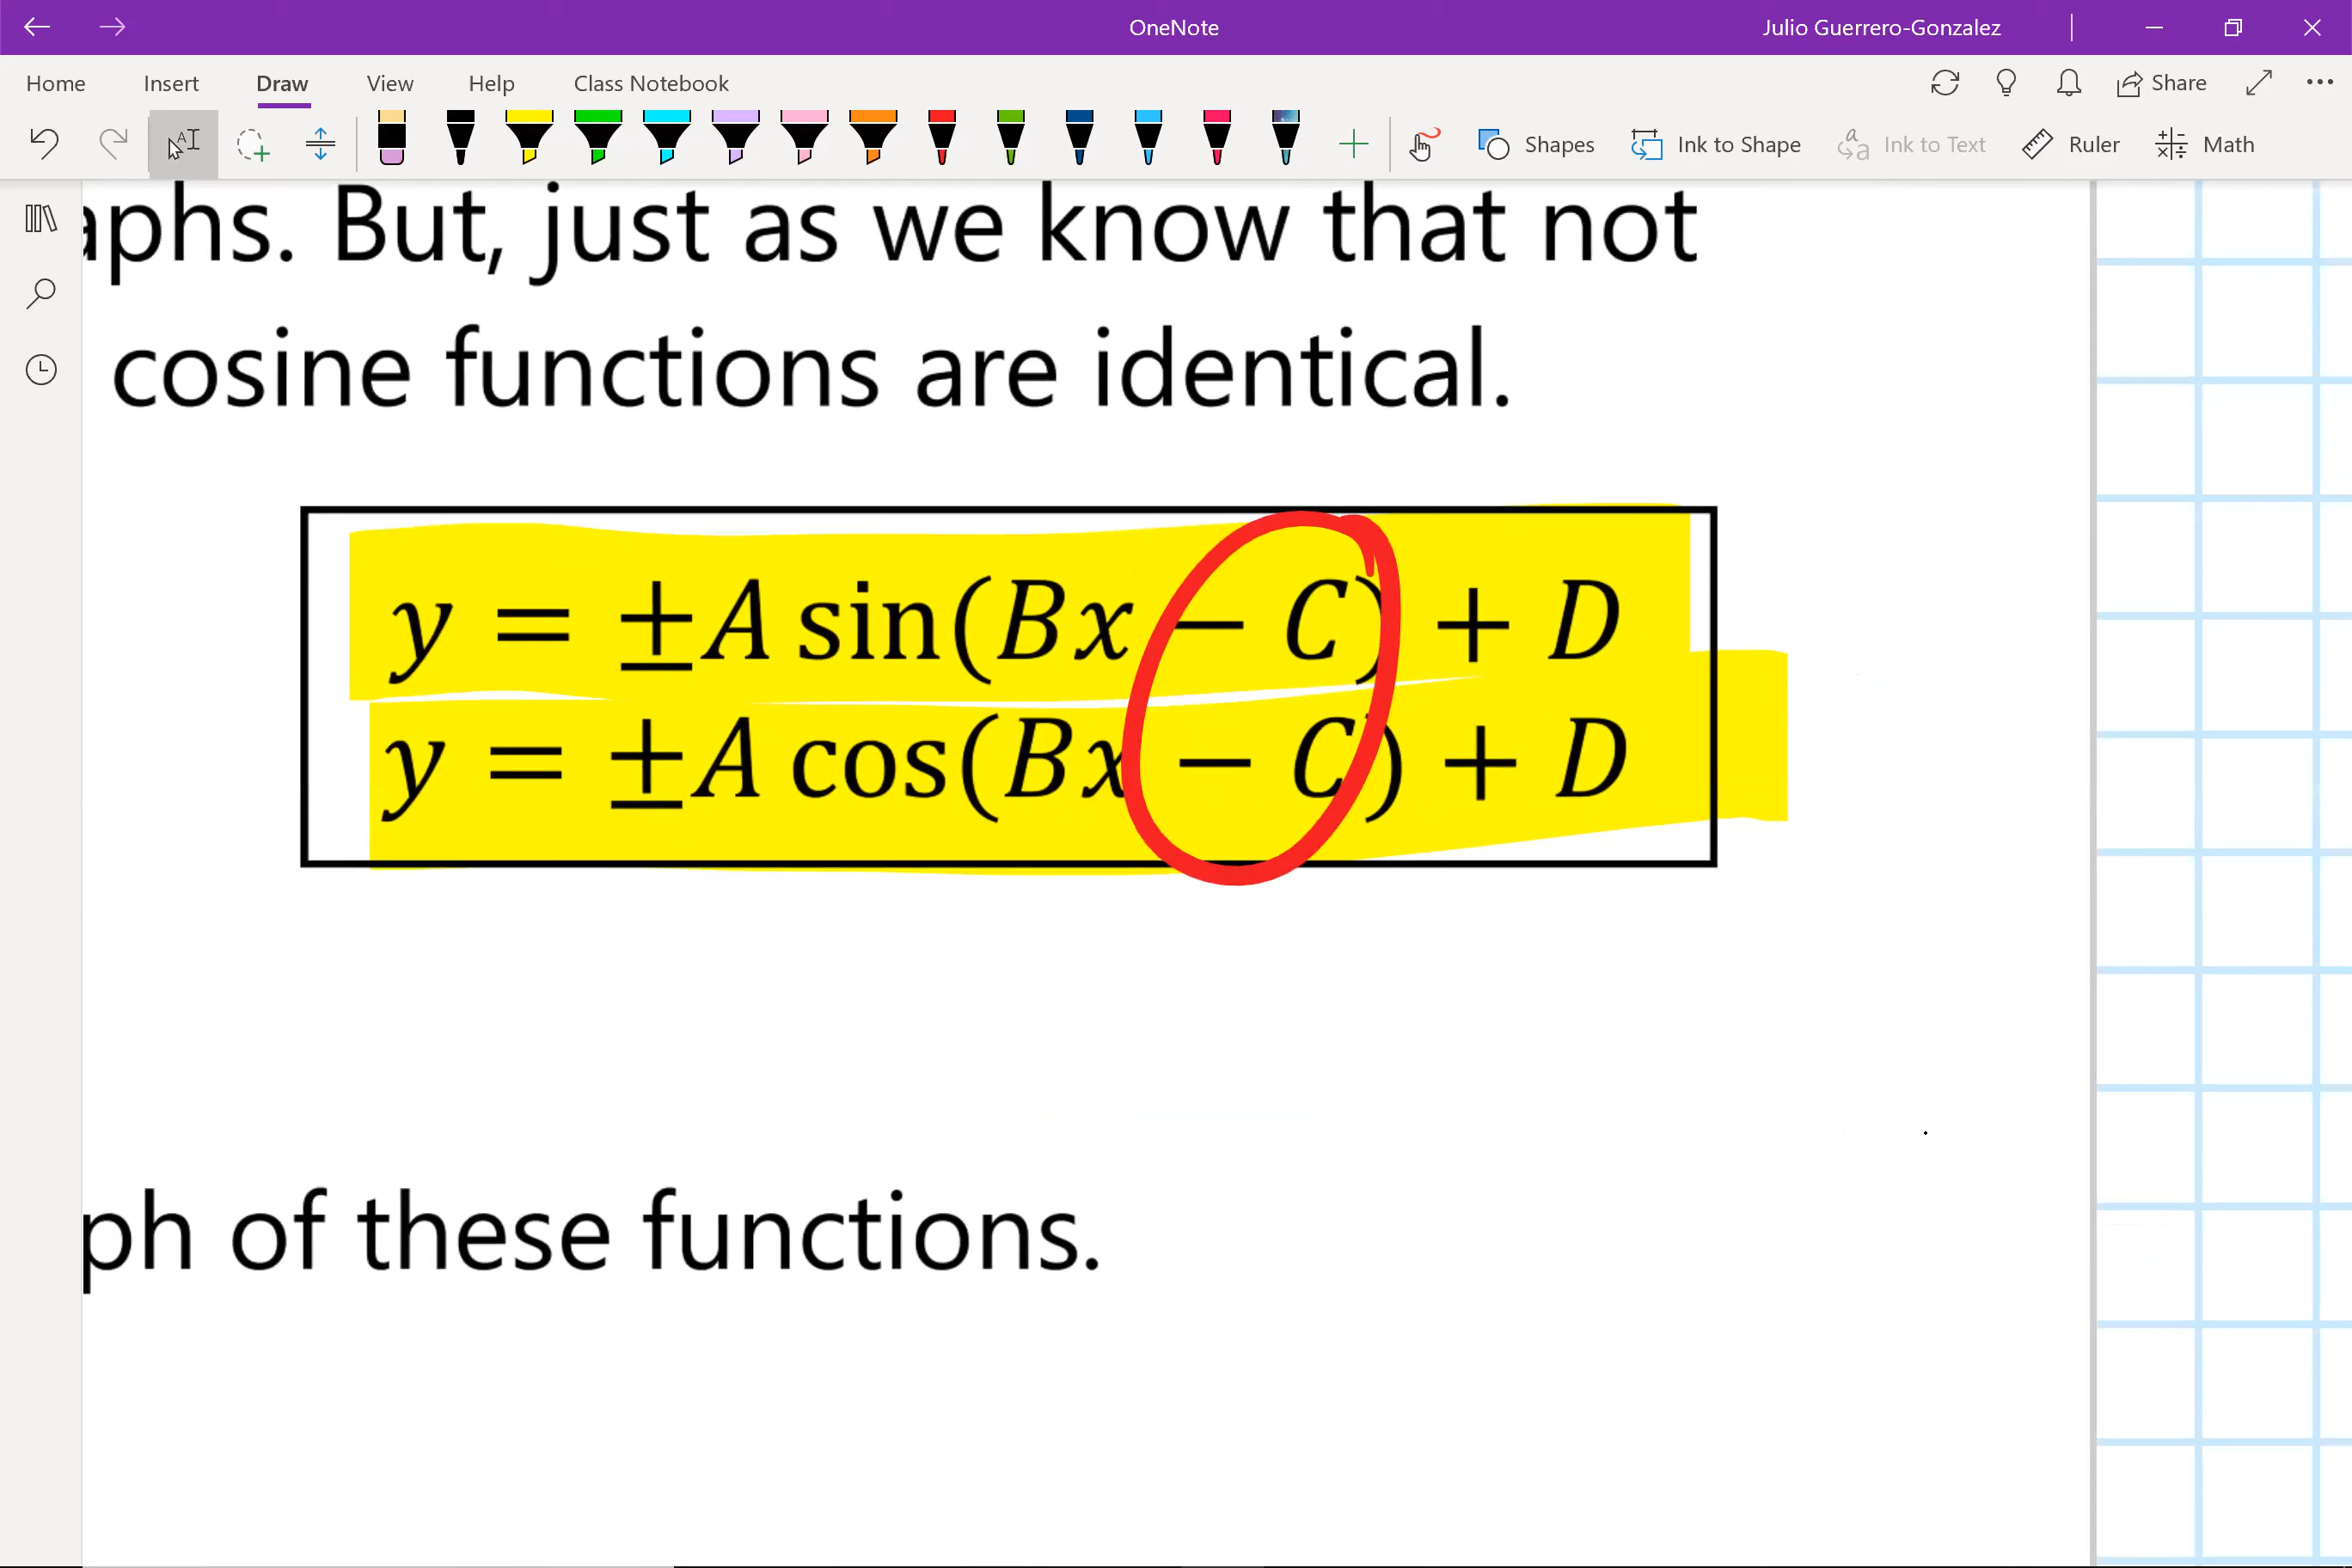 OneNote
Julio Guerrero-Gonzalez
Home Insert Draw View Help Class Notebook
Share
Shapes Ink to Shape Ink to Text Ruler Math
aphs. But, just as we know that not
cosine functions are identical.
y = ±A sin(Bx − C) + D
y = ±A cos(Bx − C) + D
ph of these functions.